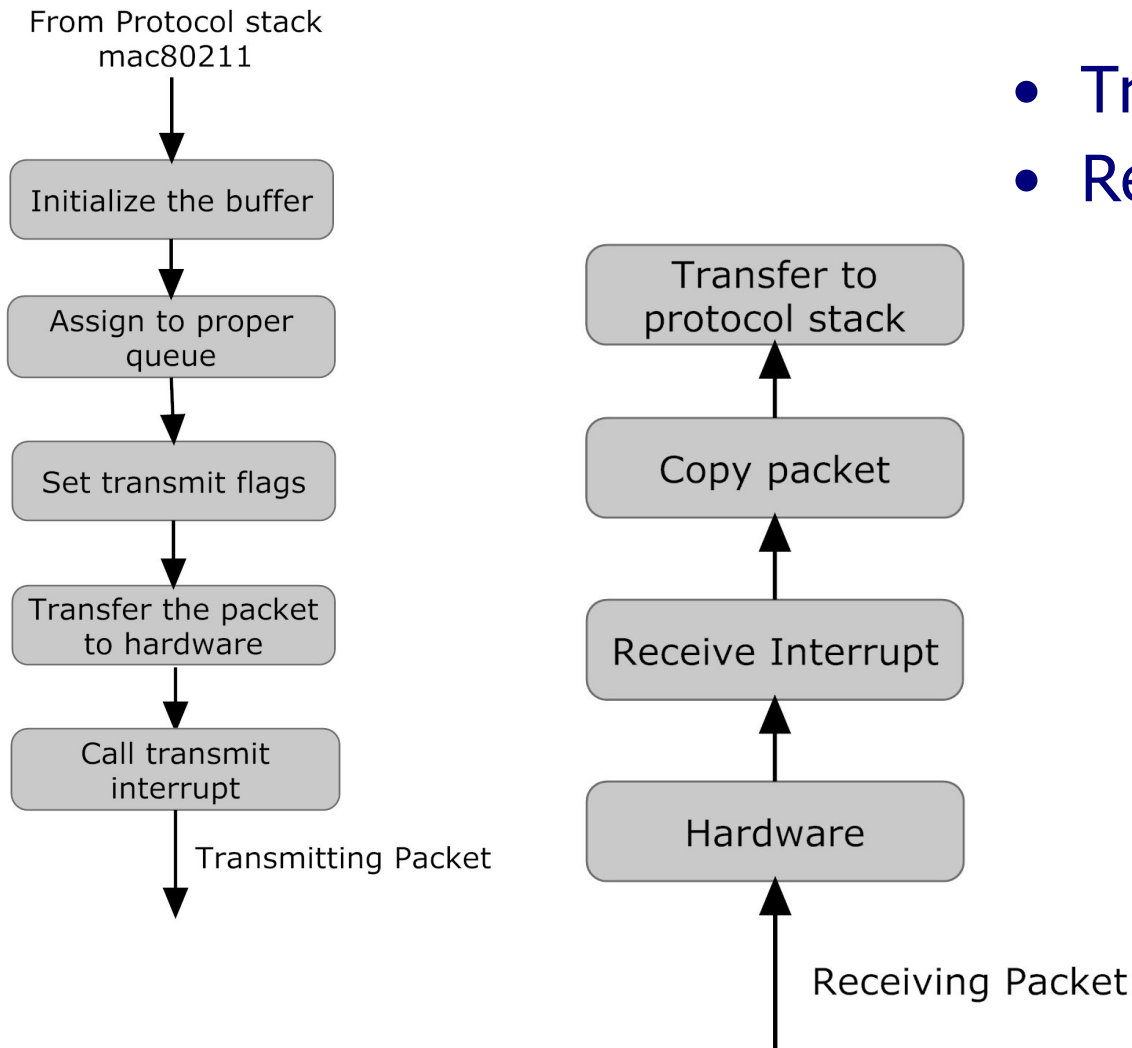 From Protocol stack
mac80211
Initialize the buffer
Assign to proper
queue
Set transmit flags
Transfer the packet
to hardware
Call transmit
interrupt
Transmitting Packet
Transfer to
protocol stack
Copy packet
Receive Interrupt
Hardware
Receiving Packet